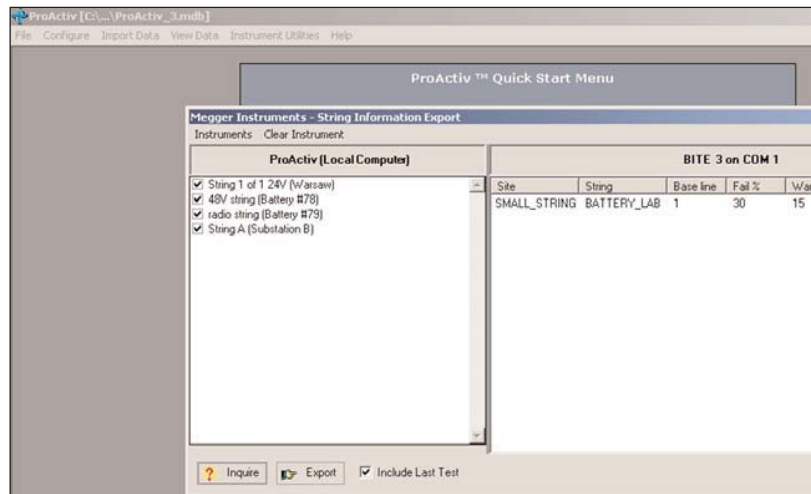 ProActiv [C:\...\ProActiv_3.mdb]
File Configure Import Data View Data Instrument Utilities Help
ProActiv ™ Quick Start Menu
Megger Instruments - String Information Export
Instruments Clear Instrument
ProActiv (Local Computer)
String 1 of 1 24V (Warsaw)
48V string (Battery #78)
radio string (Battery #79)
String A (Substation B)
BITE 3 on COM 1
Site String Base line Fail % War
SMALL_STRING BATTERY_LAB 1 30 15
? Inquire Export Include Last Test